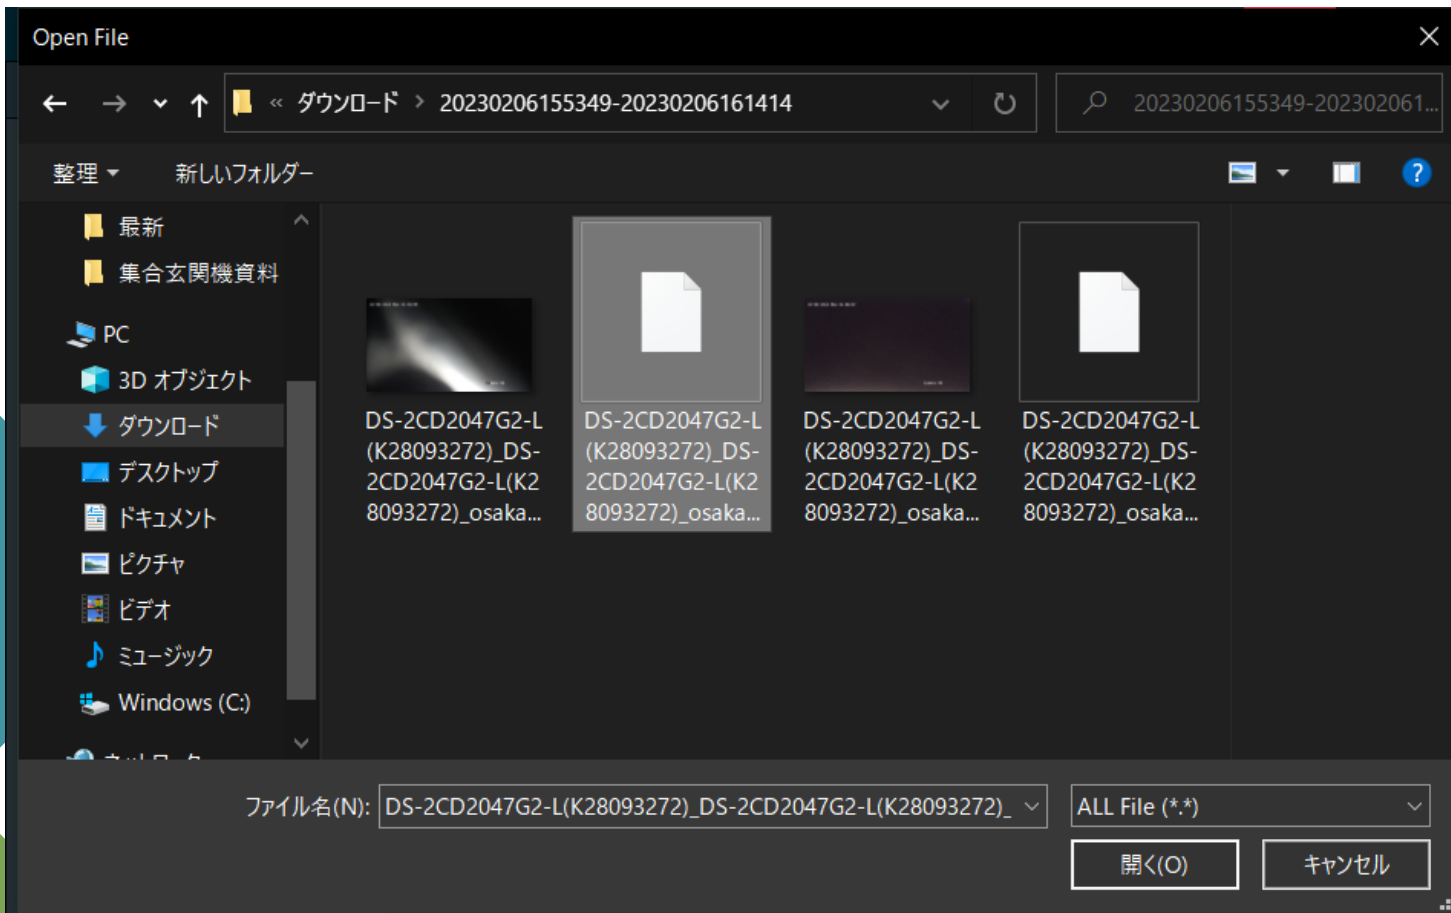 Open File
« ダウンロード > 20230206155349-20230206161414
20230206155349-202302061...
整理
新しいフォルダー
最新
集合玄関機資料
PC
3D オブジェクト
ダウンロード
デスクトップ
ドキュメント
ピクチャ
ビデオ
ミュージック
Windows (C:)
DS-2CD2047G2-L
(K28093272)_DS-
2CD2047G2-L(K2
8093272)_osaka...
DS-2CD2047G2-L
(K28093272)_DS-
2CD2047G2-L(K2
8093272)_osaka...
DS-2CD2047G2-L
(K28093272)_DS-
2CD2047G2-L(K2
8093272)_osaka...
DS-2CD2047G2-L
(K28093272)_DS-
2CD2047G2-L(K2
8093272)_osaka...
ファイル名(N): DS-2CD2047G2-L(K28093272)_DS-2CD2047G2-L(K28093272)_
ALL File (*.*)
開く(O)
キャンセル